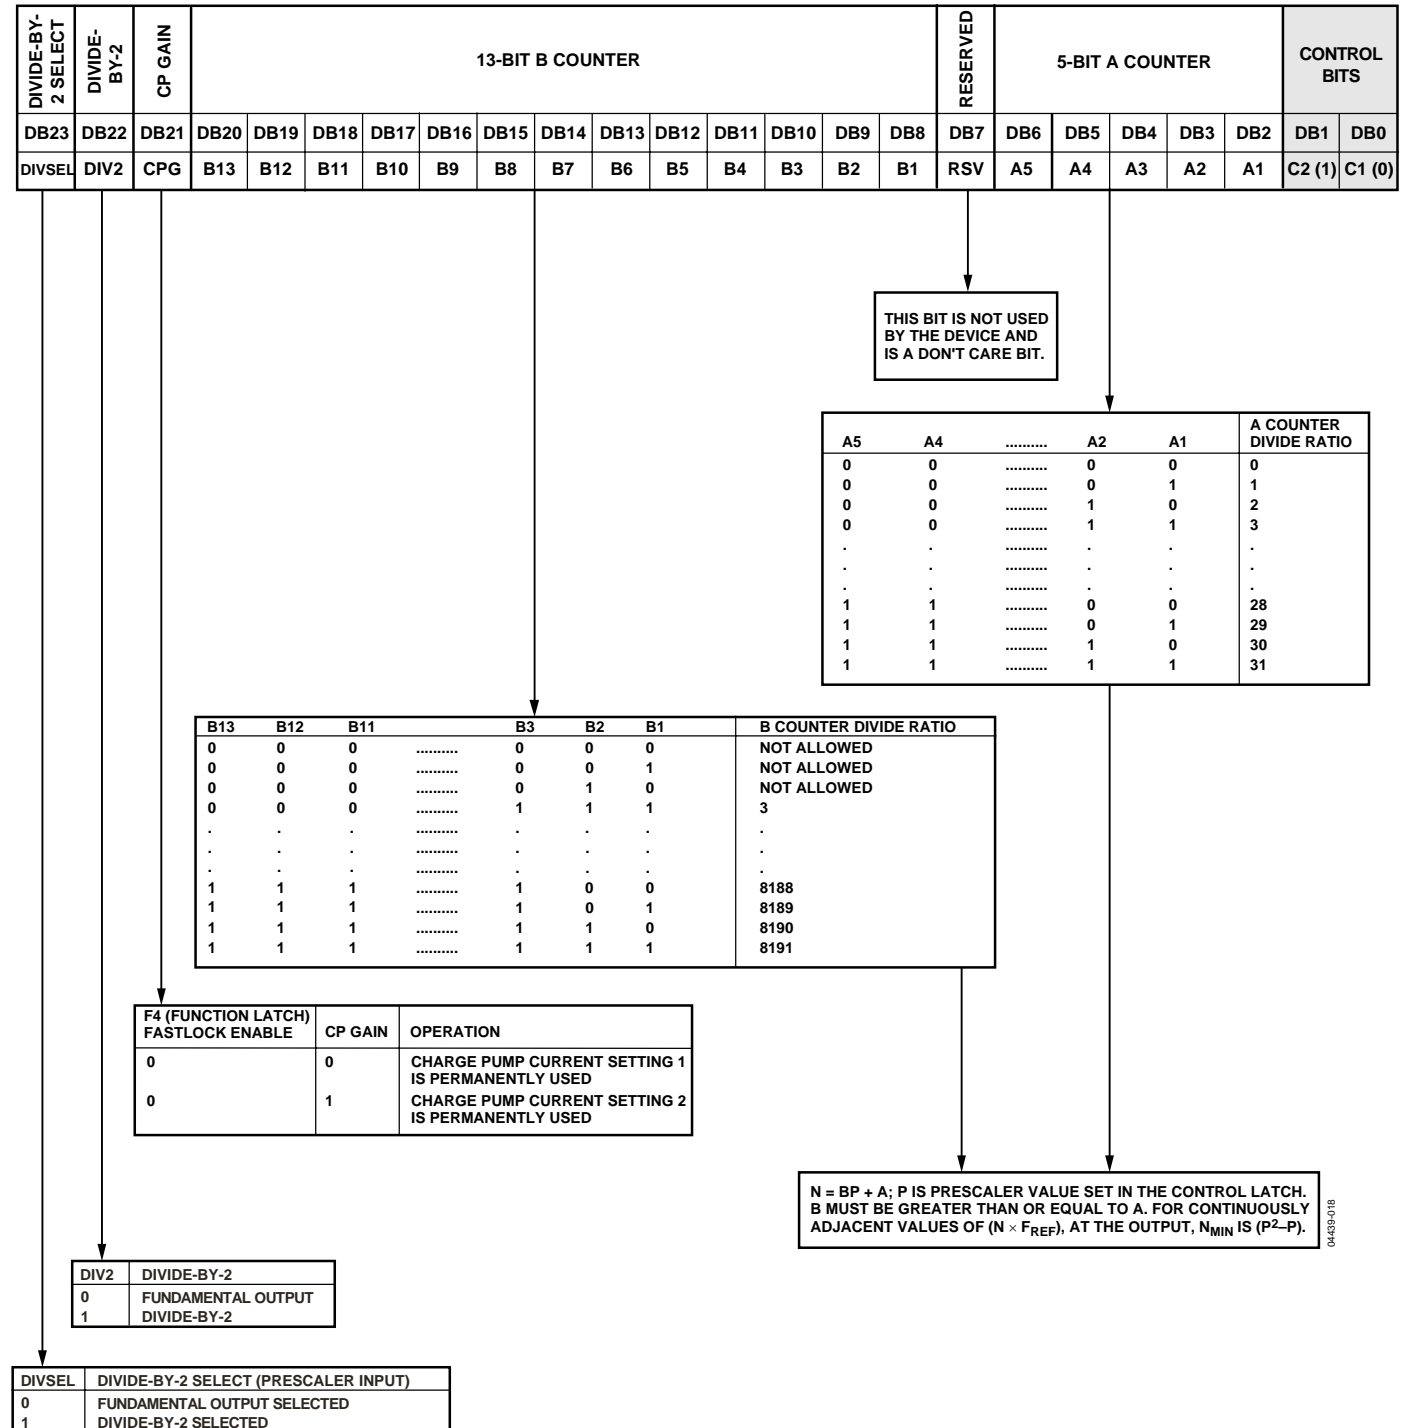 DIVIDE-BY-
2 SELECT
DIVIDE-
BY-2
CP GAIN
13-BIT B COUNTER
RESERVED
5-BIT A COUNTER
CONTROL
BITS
DB23 DB22 DB21 DB20 DB19 DB18 DB17 DB16 DB15 DB14 DB13 DB12 DB11 DB10 DB9 DB8 DB7 DB6 DB5 DB4 DB3 DB2 DB1 DB0
DIVSEL DIV2 CPG B13 B12 B11 B10 B9 B8 B7 B6 B5 B4 B3 B2 B1 RSV A5 A4 A3 A2 A1 C2 (1) C1 (0)
THIS BIT IS NOT USED
BY THE DEVICE AND
IS A DON'T CARE BIT.
A COUNTER
A5 A4 .......... A2 A1 DIVIDE RATIO
0 0 .......... 0 0 0
0 0 .......... 0 1 1
0 0 .......... 1 0 2
0 0 .......... 1 1 3
. . .......... . . .
. . .......... . . .
. . .......... . . .
1 1 .......... 0 0 28
1 1 .......... 0 1 29
1 1 .......... 1 0 30
1 1 .......... 1 1 31
B13 B12 B11 B3 B2 B1 B COUNTER DIVIDE RATIO
0 0 0 .......... 0 0 0 NOT ALLOWED
0 0 0 .......... 0 0 1 NOT ALLOWED
0 0 0 .......... 0 1 0 NOT ALLOWED
0 0 0 .......... 1 1 1 3
. . . .......... . . . .
. . . .......... . . . .
. . . .......... . . . .
1 1 1 .......... 1 0 0 8188
1 1 1 .......... 1 0 1 8189
1 1 1 .......... 1 1 0 8190
1 1 1 .......... 1 1 1 8191
F4 (FUNCTION LATCH)
FASTLOCK ENABLE CP GAIN OPERATION
0 0 CHARGE PUMP CURRENT SETTING 1
IS PERMANENTLY USED
0 1 CHARGE PUMP CURRENT SETTING 2
IS PERMANENTLY USED
N = BP + A; P IS PRESCALER VALUE SET IN THE CONTROL LATCH.
B MUST BE GREATER THAN OR EQUAL TO A. FOR CONTINUOUSLY
ADJACENT VALUES OF (N × FREF), AT THE OUTPUT, NMIN IS (P²–P).
04439-018
DIV2 DIVIDE-BY-2
0 FUNDAMENTAL OUTPUT
1 DIVIDE-BY-2
DIVSEL DIVIDE-BY-2 SELECT (PRESCALER INPUT)
0 FUNDAMENTAL OUTPUT SELECTED
1 DIVIDE-BY-2 SELECTED